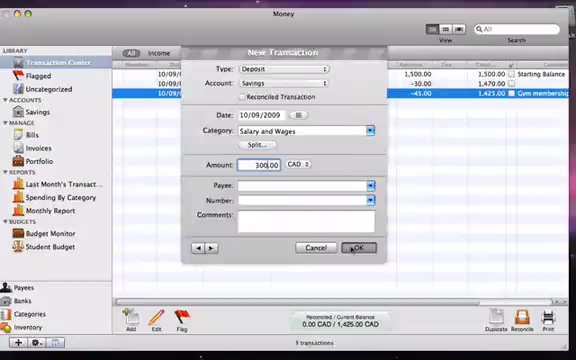 Money
All
View
Search
LIBRARY
Transaction Center
Flagged
Uncategorized
ACCOUNTS
Savings
MANAGE
Bills
Invoices
Portfolio
REPORTS
Last Month's Transact...
Spending By Category
Monthly Report
BUDGETS
Budget Monitor
Student Budget
Payees
Banks
Categories
Inventory
All Income
Number
10/09/
10/09/
10/09/
Amount Total
1,500.00 1,500.00 Starting Balance
-30.00 1,470.00
-45.00 1,425.00 Gym membership
New Transaction
Type: Deposit
Account: Savings
Reconciled Transaction
Date: 10/09/2009
Category: Salary and Wages
Split...
Amount: 300.00 CAD
Payee:
Number:
Comments:
Cancel OK
Add Edit Flag
Reconciled / Current Balance
0.00 CAD / 1,425.00 CAD
Duplicate Reconcile Print
3 transactions